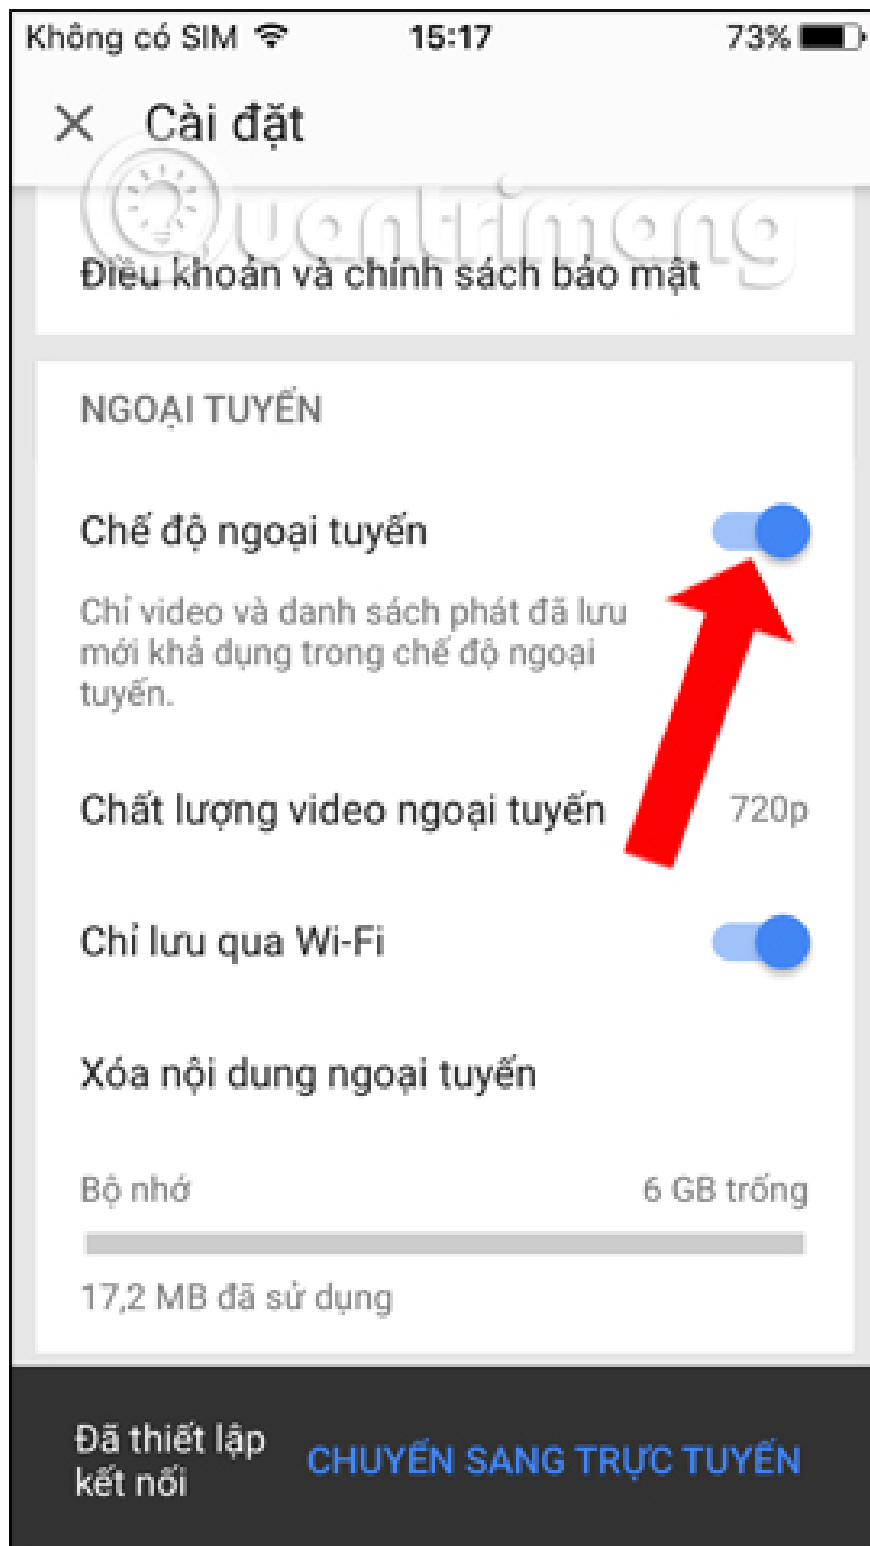 Không có SIM 15:17 73%
Cài đặt
Quantrimang
Điều khoản và chính sách bảo mật
NGOẠI TUYẾN
Chế độ ngoại tuyến
Chỉ video và danh sách phát đã lưu
mới khả dụng trong chế độ ngoại
tuyến.
Chất lượng video ngoại tuyến 720p
Chỉ lưu qua Wi-Fi
Xóa nội dung ngoại tuyến
Bộ nhớ 6 GB trống
17,2 MB đã sử dụng
Đã thiết lập
kết nối
CHUYỂN SANG TRỰC TUYẾN